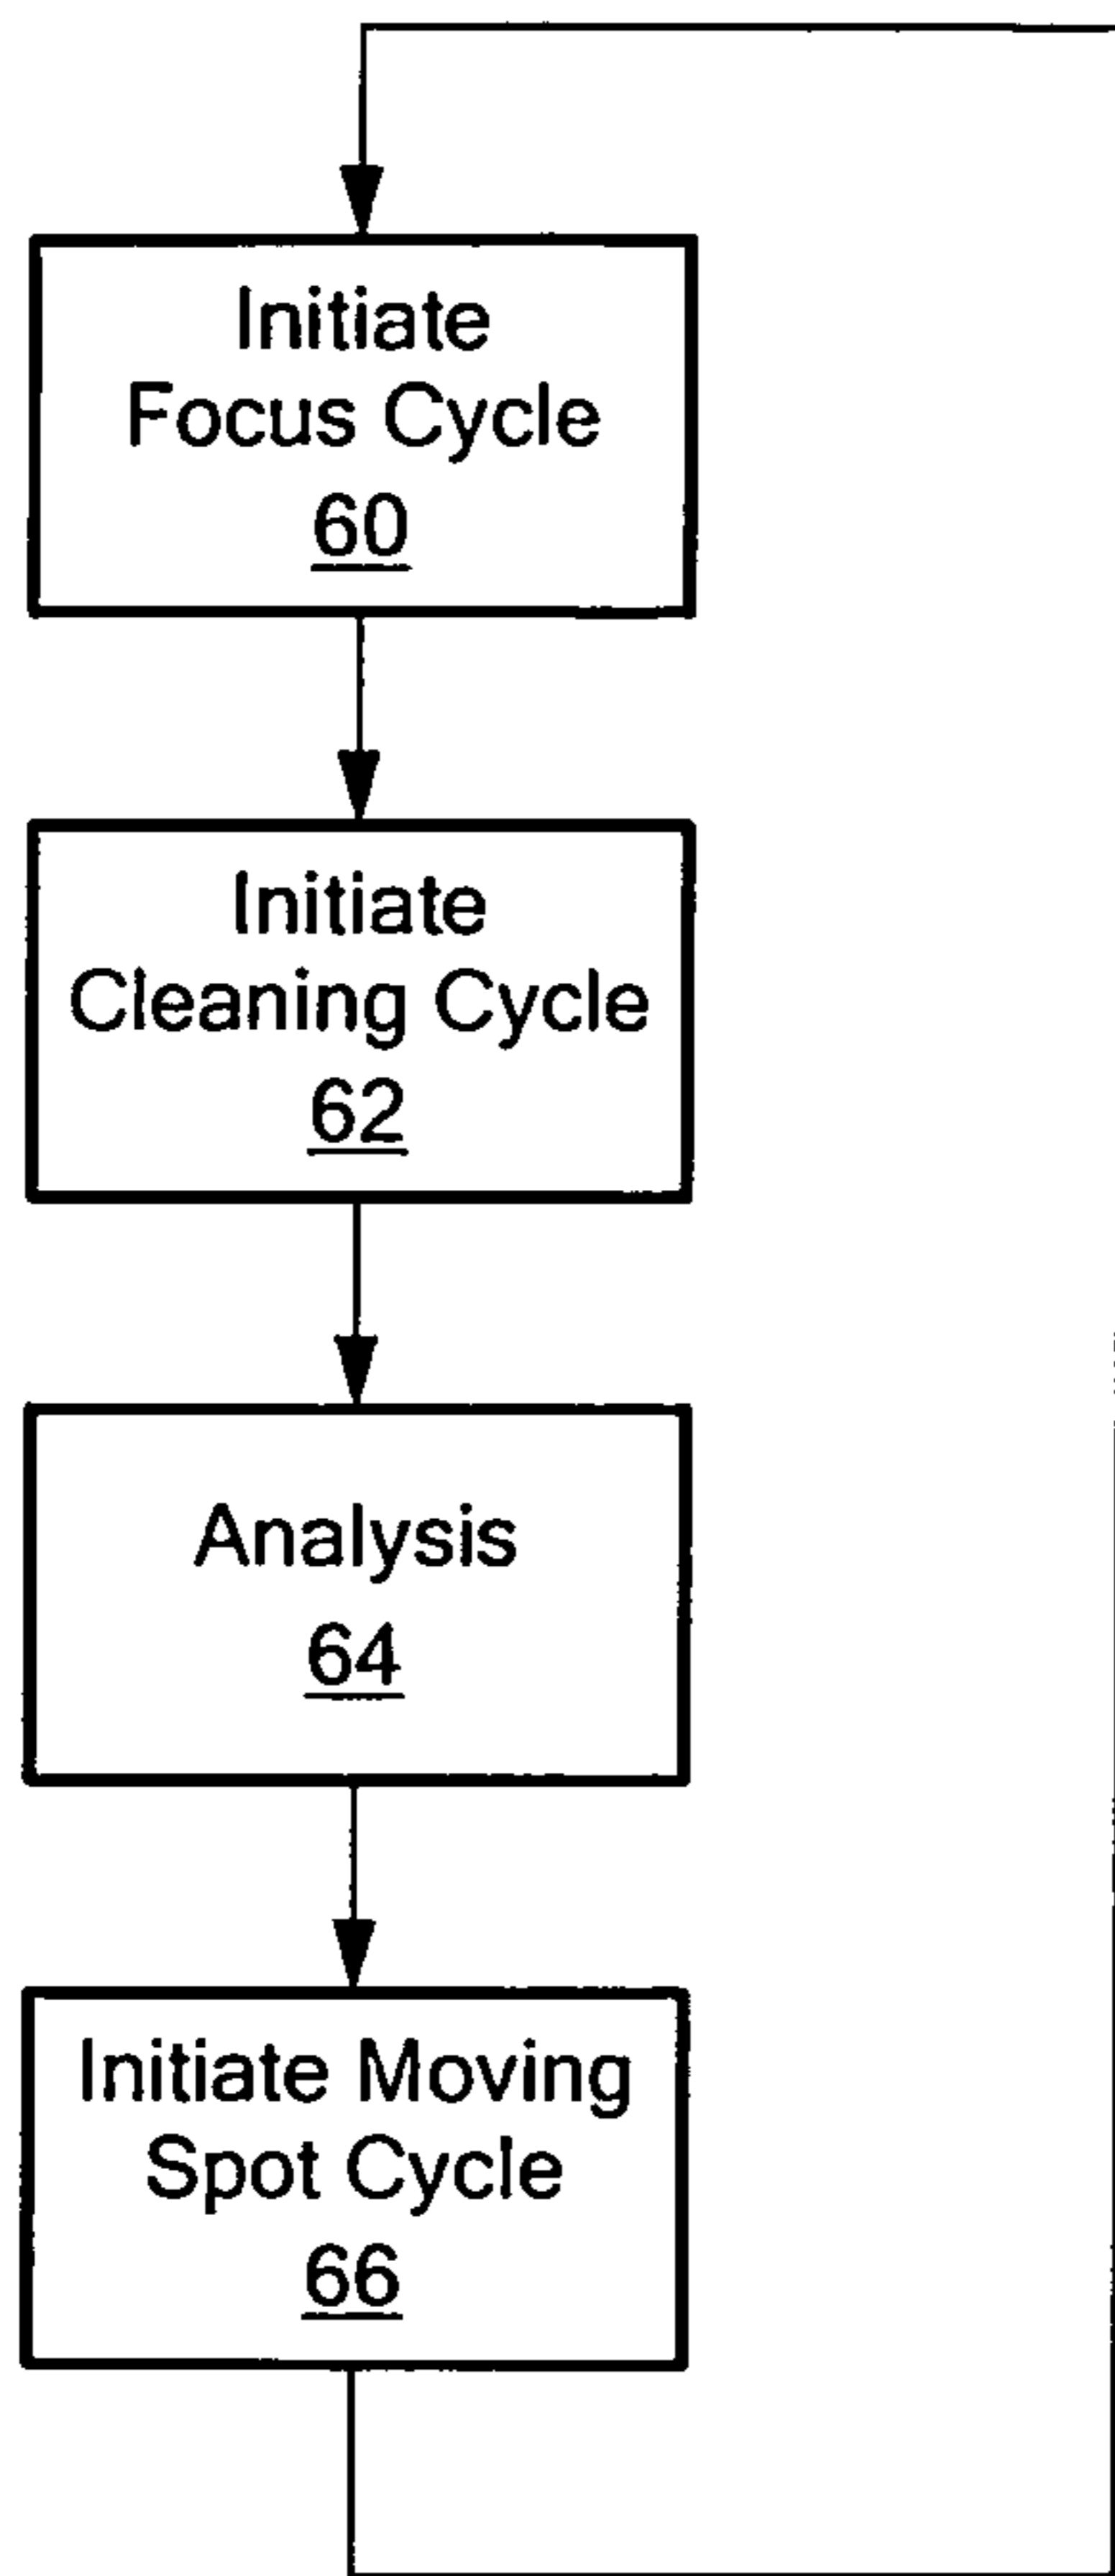 Initiate
Focus Cycle
60
Initiate
Cleaning Cycle
62
Analysis
64
Initiate Moving
Spot Cycle
66